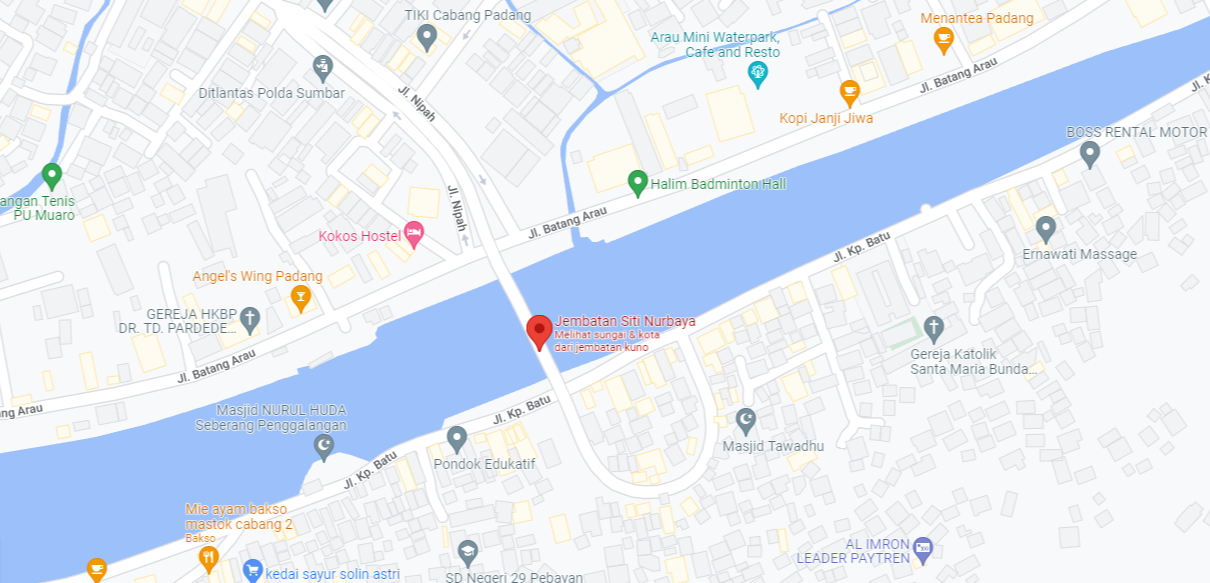 TIKI Cabang Padang
Menantea Padang
Arau Mini Waterpark,
Cafe and Resto
Ditlantas Polda Sumbar
Jl. Nipah
Jl. Batang Arau
Kopi Janji Jiwa
BOSS RENTAL MOTOR
angan Tenis
PU Muaro
Halim Badminton Hall
Jl. Nipah
Kokos Hostel
Jl. Batang Arau
Jl. Kp. Batu
Ernawati Massage
Angel's Wing Padang
GEREJA HKBP
DR. TD. PARDEDE...
Jembatan Siti Nurbaya
Melihat sungai & kota
dari jembatan kuno
Gereja Katolik
Santa Maria Bunda...
Jl. Batang Arau
ng Arau
Masjid NURUL HUDA
Seberang Penggalangan
Jl. Kp. Batu
Masjid Tawadhu
Pondok Edukatif
Jl. Kp. Batu
Mie ayam bakso
mastok cabang 2
Bakso
AL IMRON
LEADER PAYTREN
kedai sayur solin astri
SD Negeri 29 Pebayan